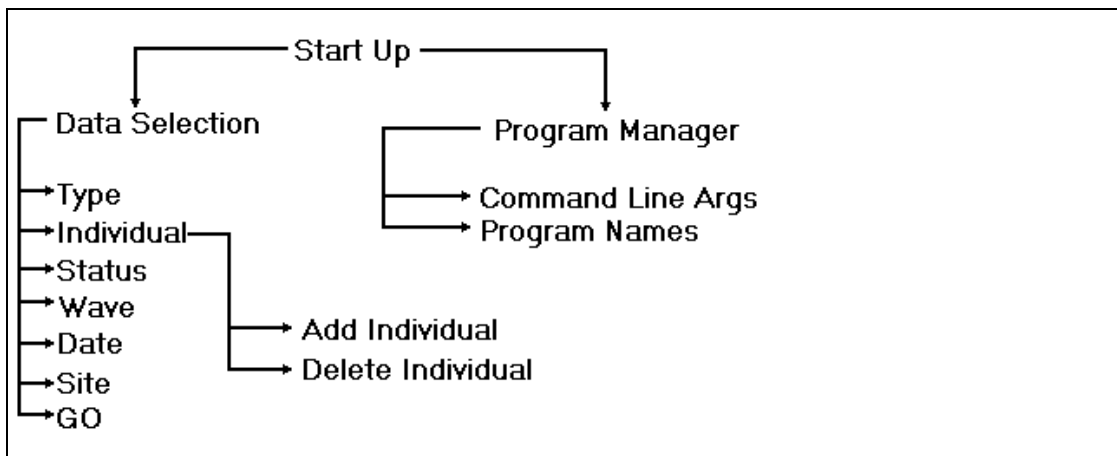 Start Up
Data Selection
Program Manager
Type
Command Line Args
Individual
Program Names
Status
Wave
Add Individual
Date
Delete Individual
Site
GO